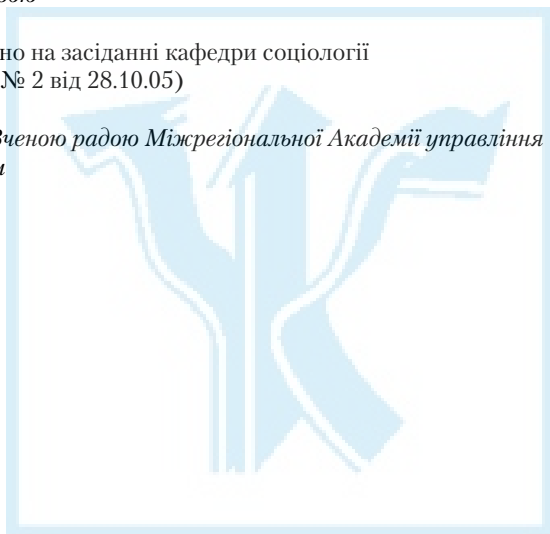 но на засіданні кафедри соціології
№ 2 від 28.10.05)
Вченою радою Міжрегіональної Академії управління